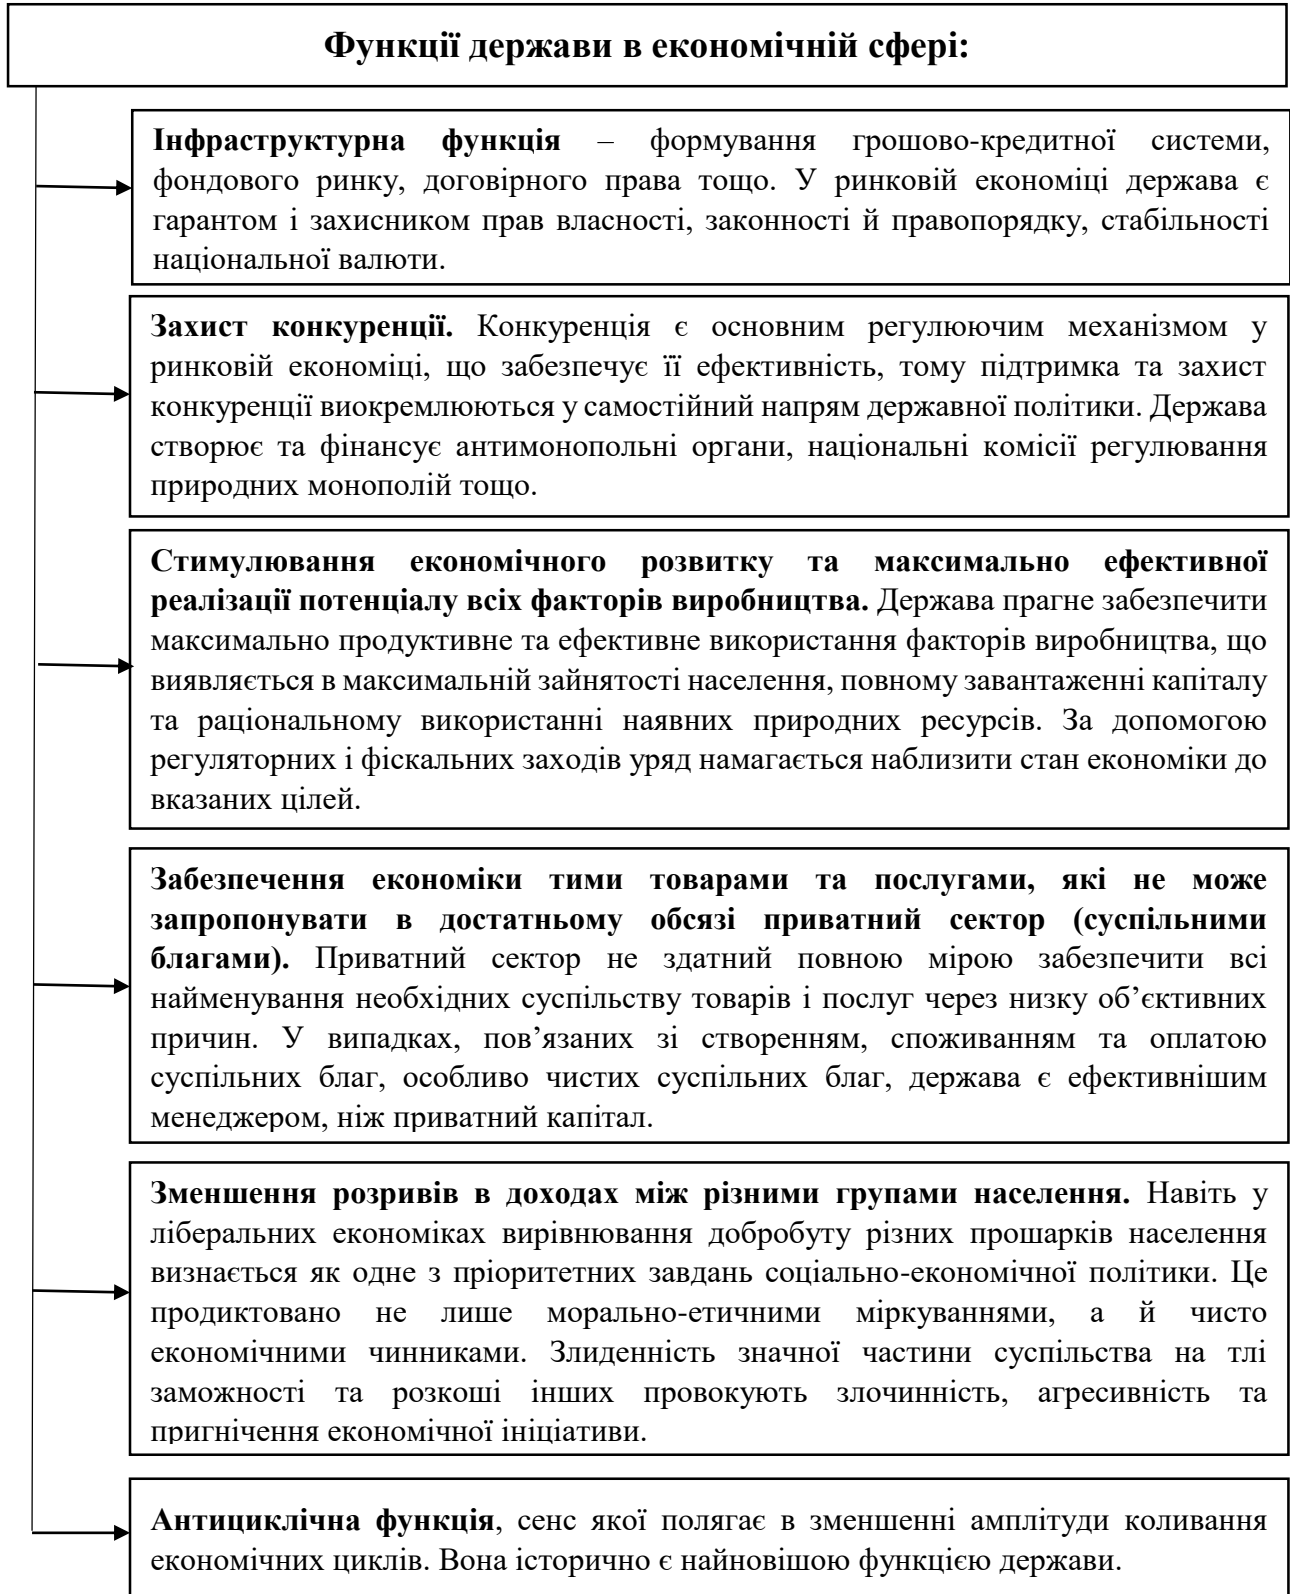 Функції держави в економічній сфері:
Інфраструктурна функція – формування грошово-кредитної системи,
фондового ринку, договірного права тощо. У ринковій економіці держава є
гарантом і захисником прав власності, законності й правопорядку, стабільності
національної валюти.
Захист конкуренції. Конкуренція є основним регулюючим механізмом у
ринковій економіці, що забезпечує її ефективність, тому підтримка та захист
конкуренції виокремлюються у самостійний напрям державної політики. Держава
створює та фінансує антимонопольні органи, національні комісії регулювання
природних монополій тощо.
Стимулювання економічного розвитку та максимально ефективної
реалізації потенціалу всіх факторів виробництва. Держава прагне забезпечити
максимально продуктивне та ефективне використання факторів виробництва, що
виявляється в максимальній зайнятості населення, повному завантаженні капіталу
та раціональному використанні наявних природних ресурсів. За допомогою
регуляторних і фіскальних заходів уряд намагається наблизити стан економіки до
вказаних цілей.
Забезпечення економіки тими товарами та послугами, які не може
запропонувати в достатньому обсязі приватний сектор (суспільними
благами). Приватний сектор не здатний повною мірою забезпечити всі
найменування необхідних суспільству товарів і послуг через низку об’єктивних
причин. У випадках, пов’язаних зі створенням, споживанням та оплатою
суспільних благ, особливо чистих суспільних благ, держава є ефективнішим
менеджером, ніж приватний капітал.
Зменшення розривів в доходах між різними групами населення. Навіть у
ліберальних економіках вирівнювання добробуту різних прошарків населення
визнається як одне з пріоритетних завдань соціально-економічної політики. Це
продиктовано не лише морально-етичними міркуваннями, а й чисто
економічними чинниками. Злиденність значної частини суспільства на тлі
заможності та розкоші інших провокують злочинність, агресивність та
пригнічення економічної ініціативи.
Антициклічна функція, сенс якої полягає в зменшенні амплітуди коливання
економічних циклів. Вона історично є найновішою функцією держави.